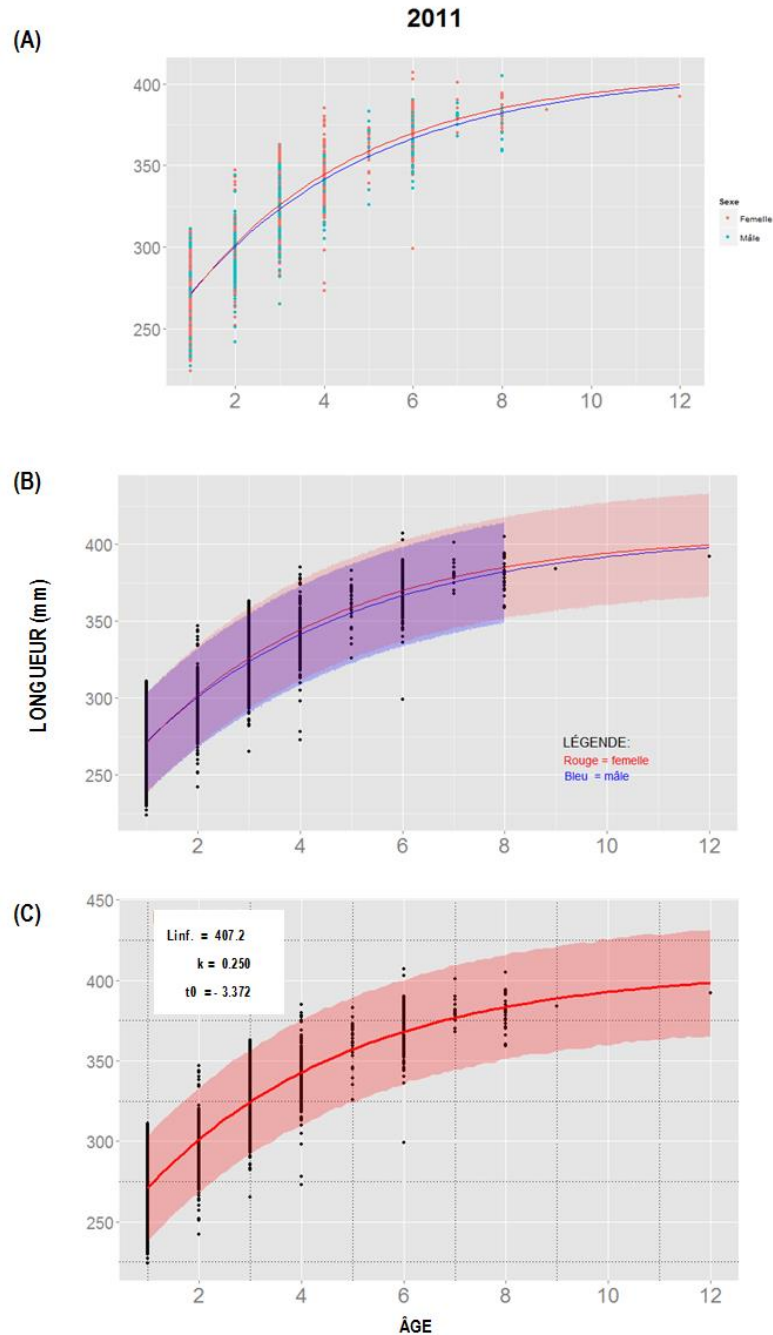 2011
(A)
400
350
300
250
2 4 6 8 10 12
Sexe
Femelle
Mâle
(B)
400
350
300
250
LONGUEUR (mm)
LÉGENDE:
Rouge = femelle
Bleu = mâle
2 4 6 8 10 12
(C)
450
400
350
300
250
Linf. = 407.2
k = 0.250
t0 = - 3.372
2 4 6 8 10 12
ÂGE